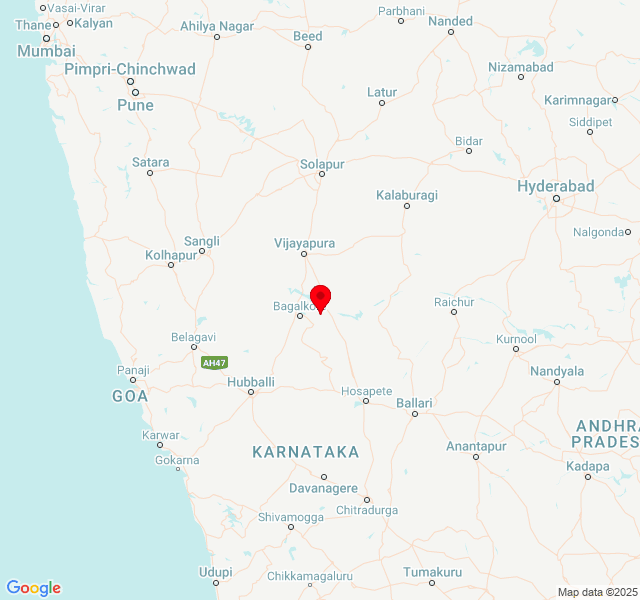 Vasai-Virar
Thane
Kalyan
Mumbai
Ahilya Nagar
Beed
Parbhani
Nanded
Nizamabad
Pimpri-Chinchwad
Pune
Latur
Karimnagar
Siddipet
Satara
Solapur
Bidar
Kalaburagi
Hyderabad
Sangli
Vijayapura
Nalgonda
Kolhapur
Bagalko
Raichur
Belagavi
AH47
Kurnool
Panaji
GOA
Hubballi
Hosapete
Ballari
Nandyala
Karwar
Gokarna
KARNATAKA
Anantapur
ANDHRA
PRADES
Kadapa
Davanagere
Chitradurga
Shivamogga
Udupi
Chikkamagaluru
Tumakuru
Google
Map data ©2025